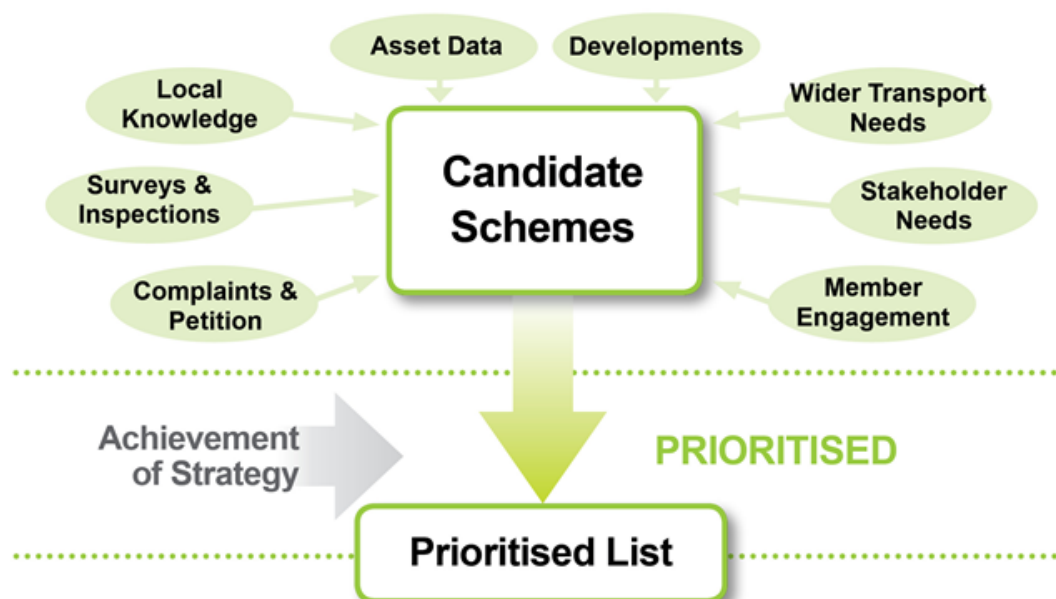 Asset Data
Developments
Local
Knowledge
Wider Transport
Needs
Candidate
Schemes
Surveys &
Inspections
Stakeholder
Needs
Complaints &
Petition
Member
Engagement
Achievement
of Strategy
PRIORITISED
Prioritised List